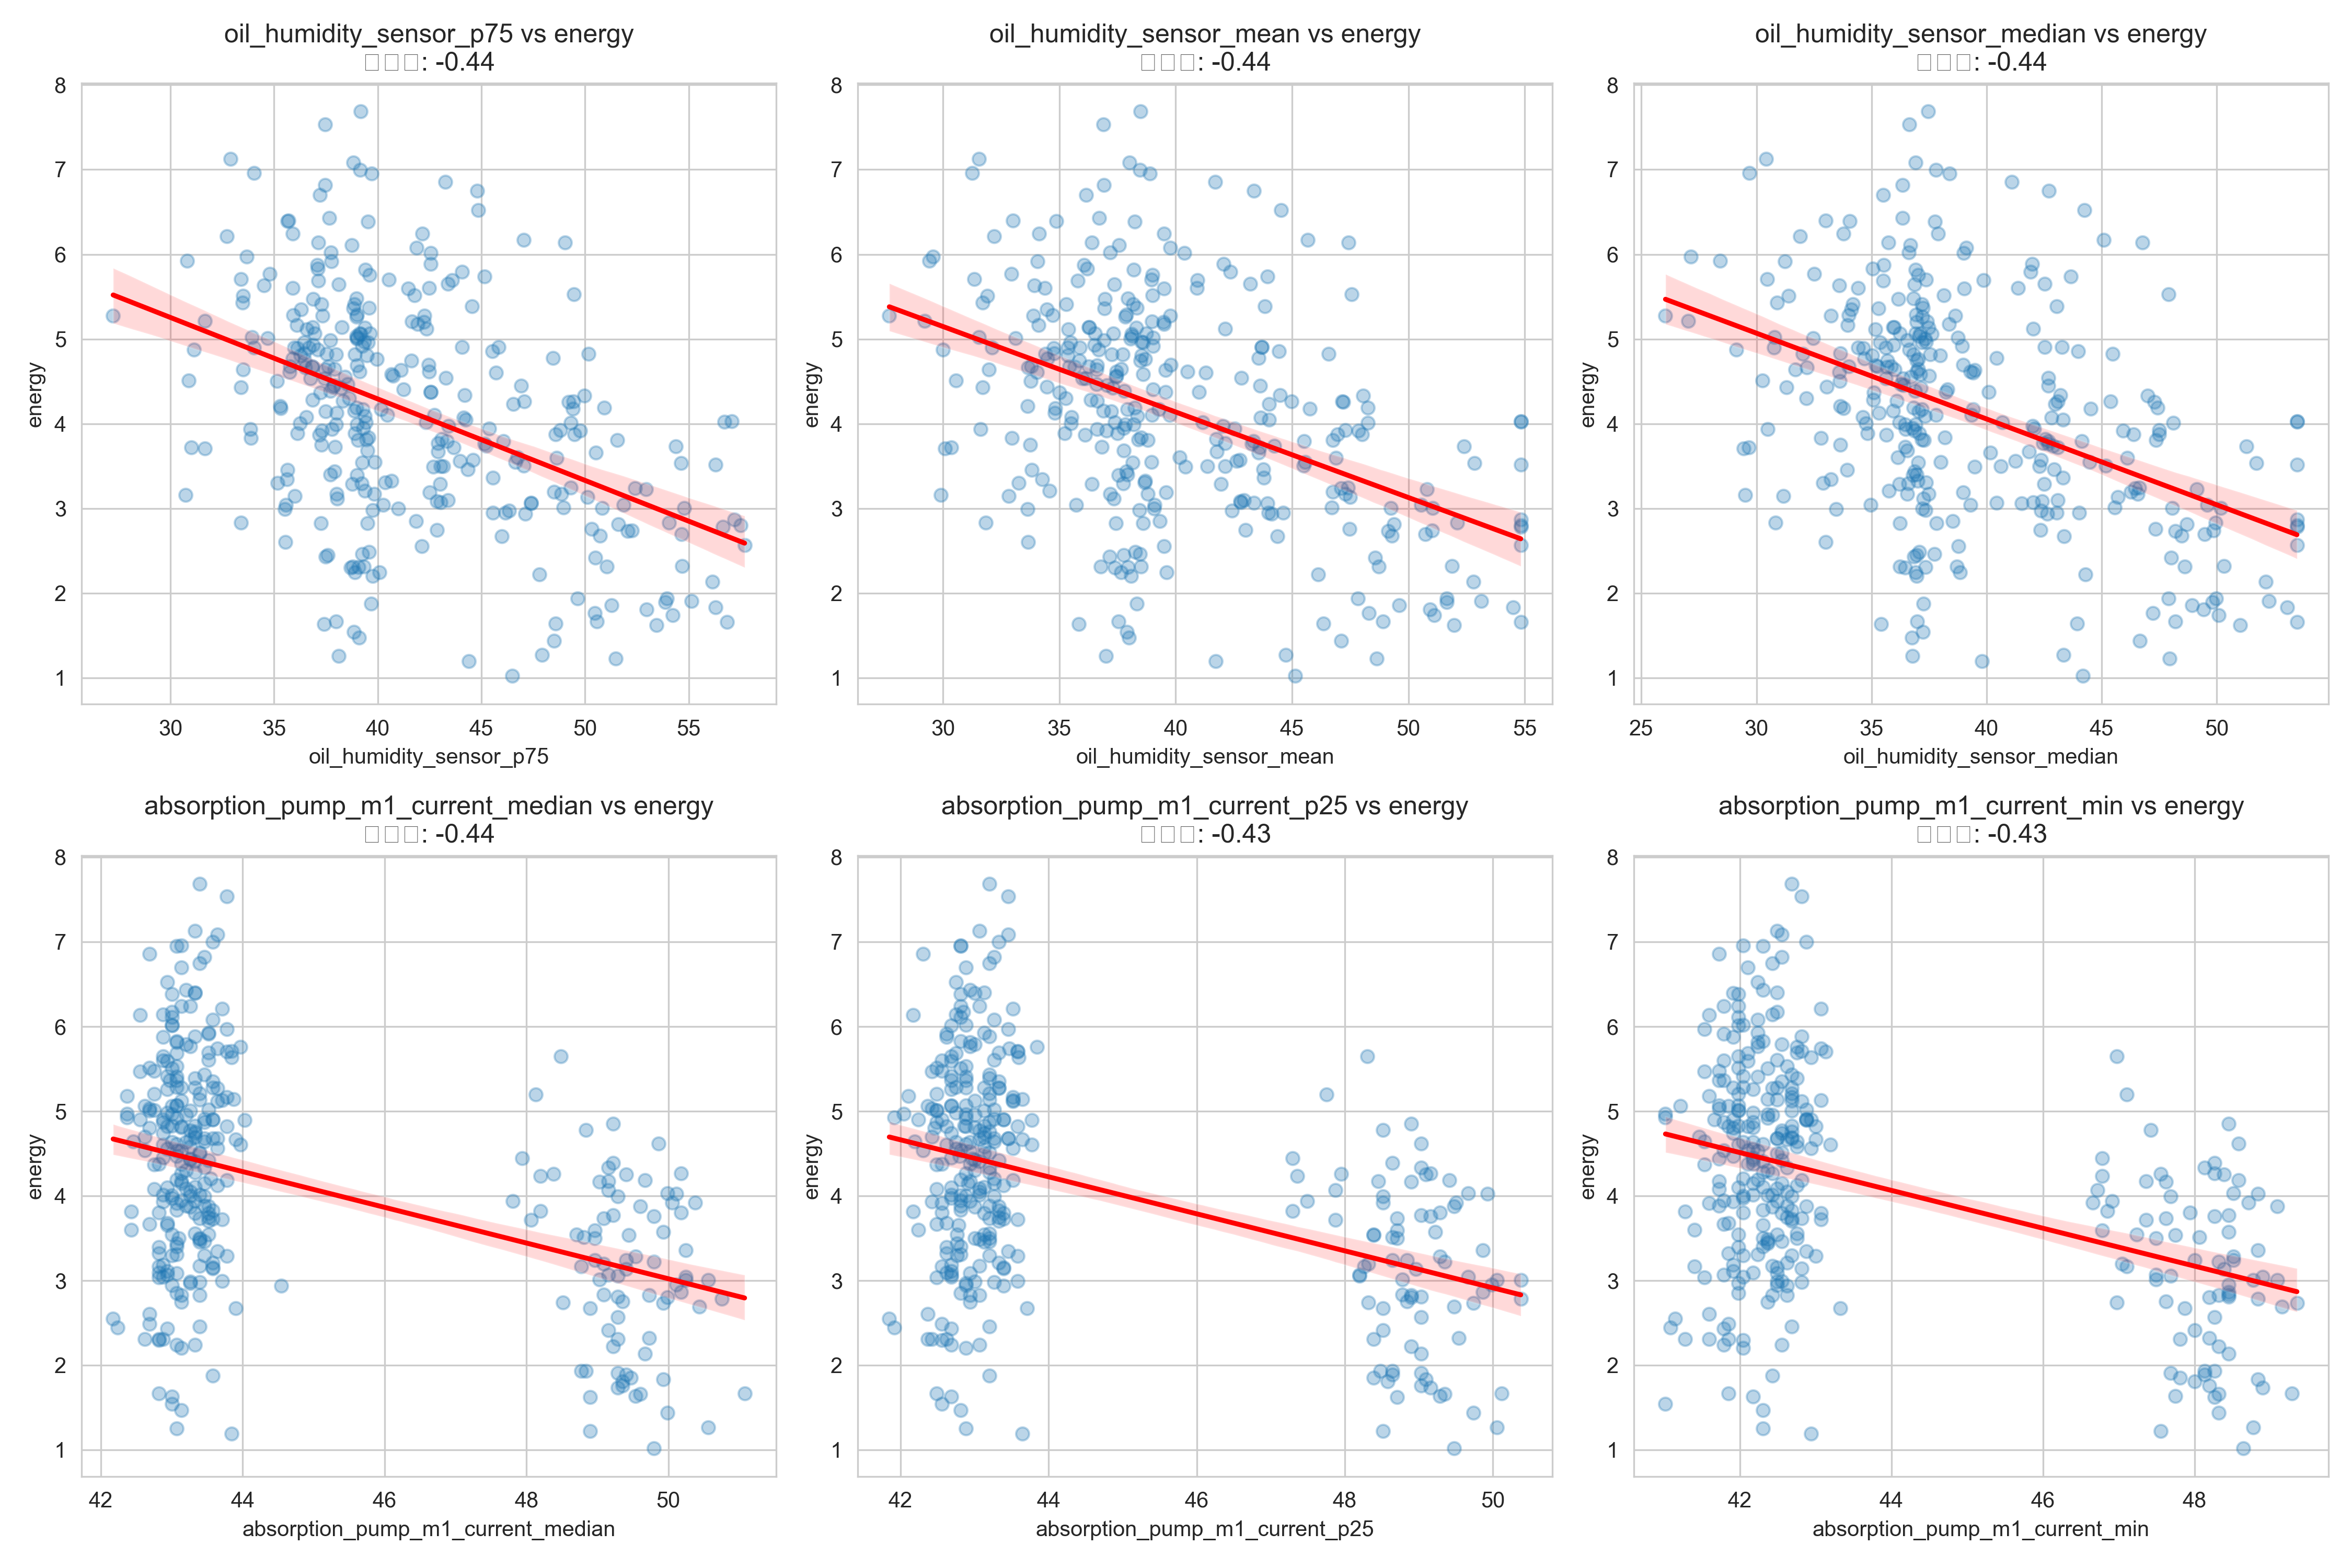 oil_humidity_sensor_p75 vs energy
: -0.44
8
7
6
5
4
3
2
1
energy
30 35 40 45 50 55
oil_humidity_sensor_p75
oil_humidity_sensor_mean vs energy
: -0.44
8
7
6
5
4
3
2
1
energy
30 35 40 45 50 55
oil_humidity_sensor_mean
oil_humidity_sensor_median vs energy
: -0.44
8
7
6
5
4
3
2
1
energy
25 30 35 40 45 50
oil_humidity_sensor_median
absorption_pump_m1_current_median vs energy
: -0.44
8
7
6
5
4
3
2
1
energy
42 44 46 48 50
absorption_pump_m1_current_median
absorption_pump_m1_current_p25 vs energy
: -0.43
8
7
6
5
4
3
2
1
energy
42 44 46 48 50
absorption_pump_m1_current_p25
absorption_pump_m1_current_min vs energy
: -0.43
8
7
6
5
4
3
2
1
energy
42 44 46 48
absorption_pump_m1_current_min